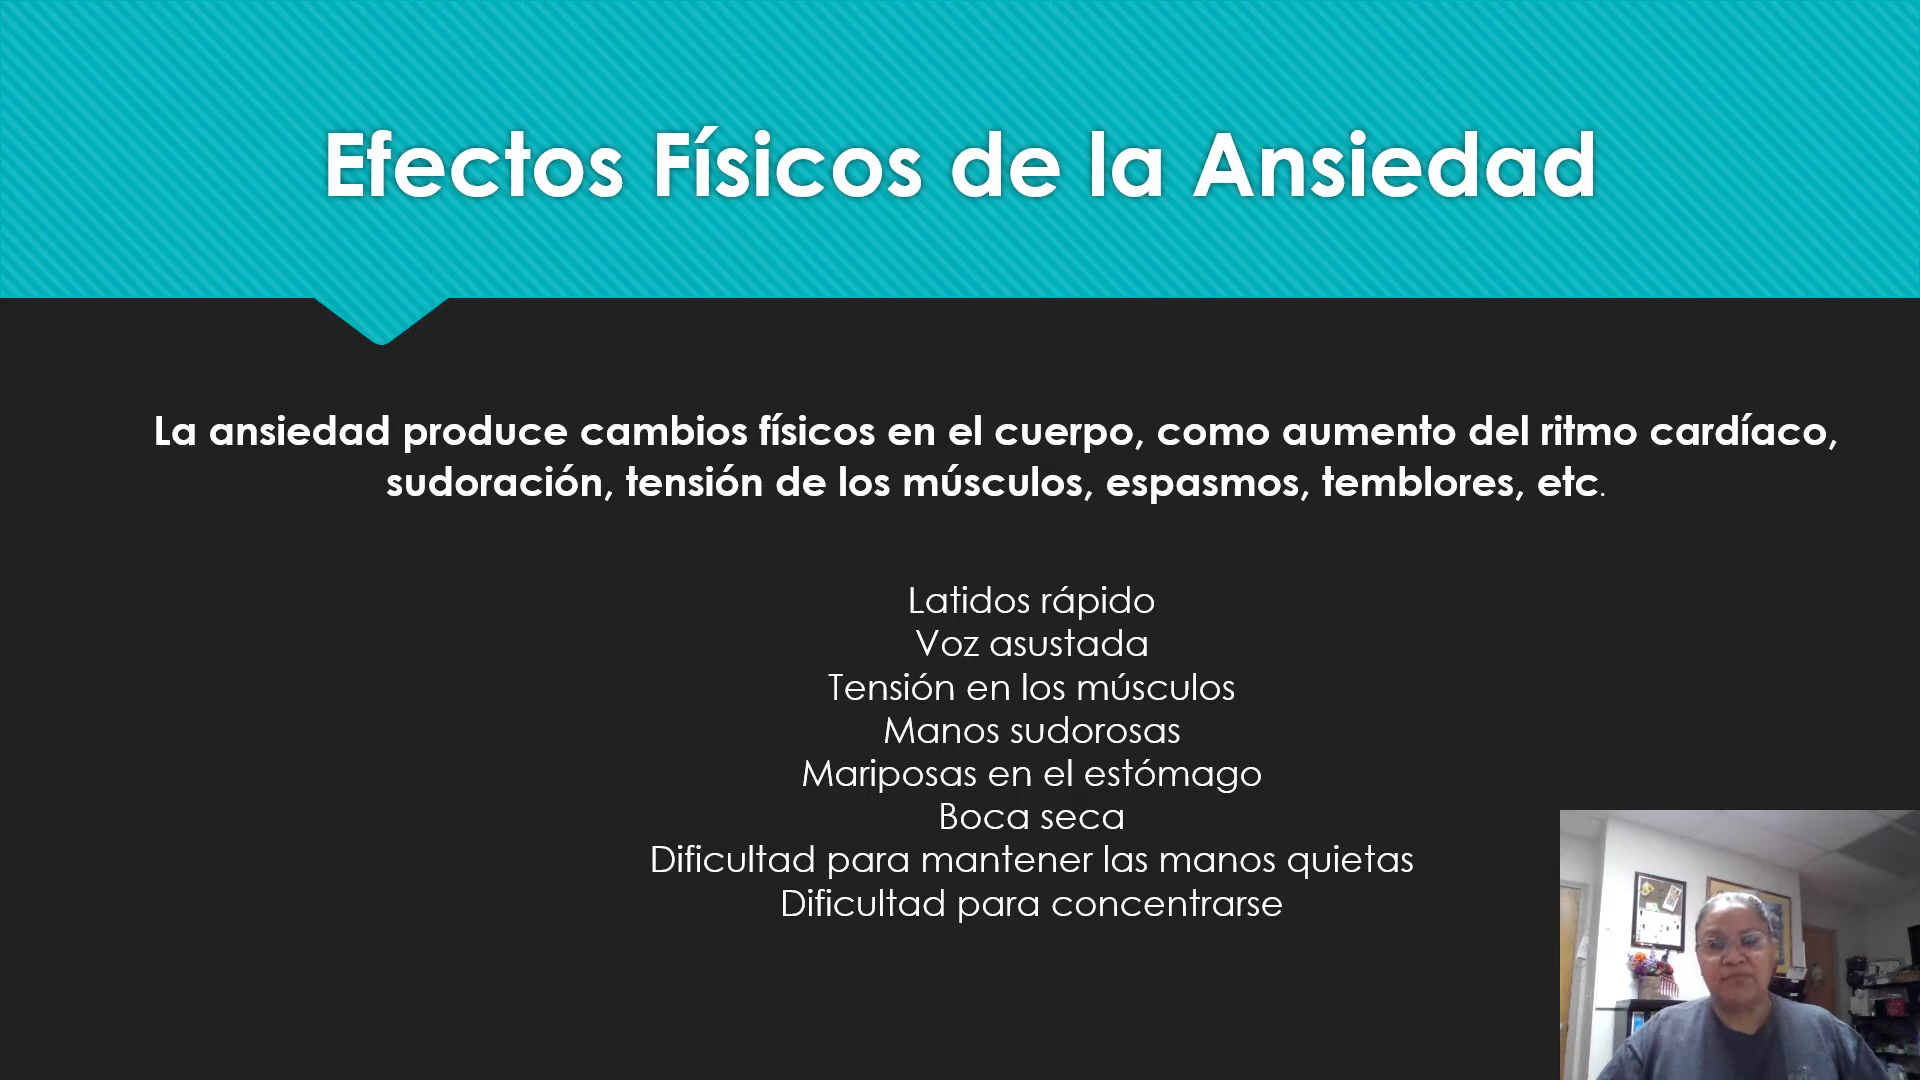 Efectos Físicos de la Ansiedad
La ansiedad produce cambios físicos en el cuerpo, como aumento del ritmo cardíaco,
sudoración, tensión de los músculos, espasmos, temblores, etc.
Latidos rápido
Voz asustada
Tensión en los músculos
Manos sudorosas
Mariposas en el estómago
Boca seca
Dificultad para mantener las manos quietas
Dificultad para concentrarse